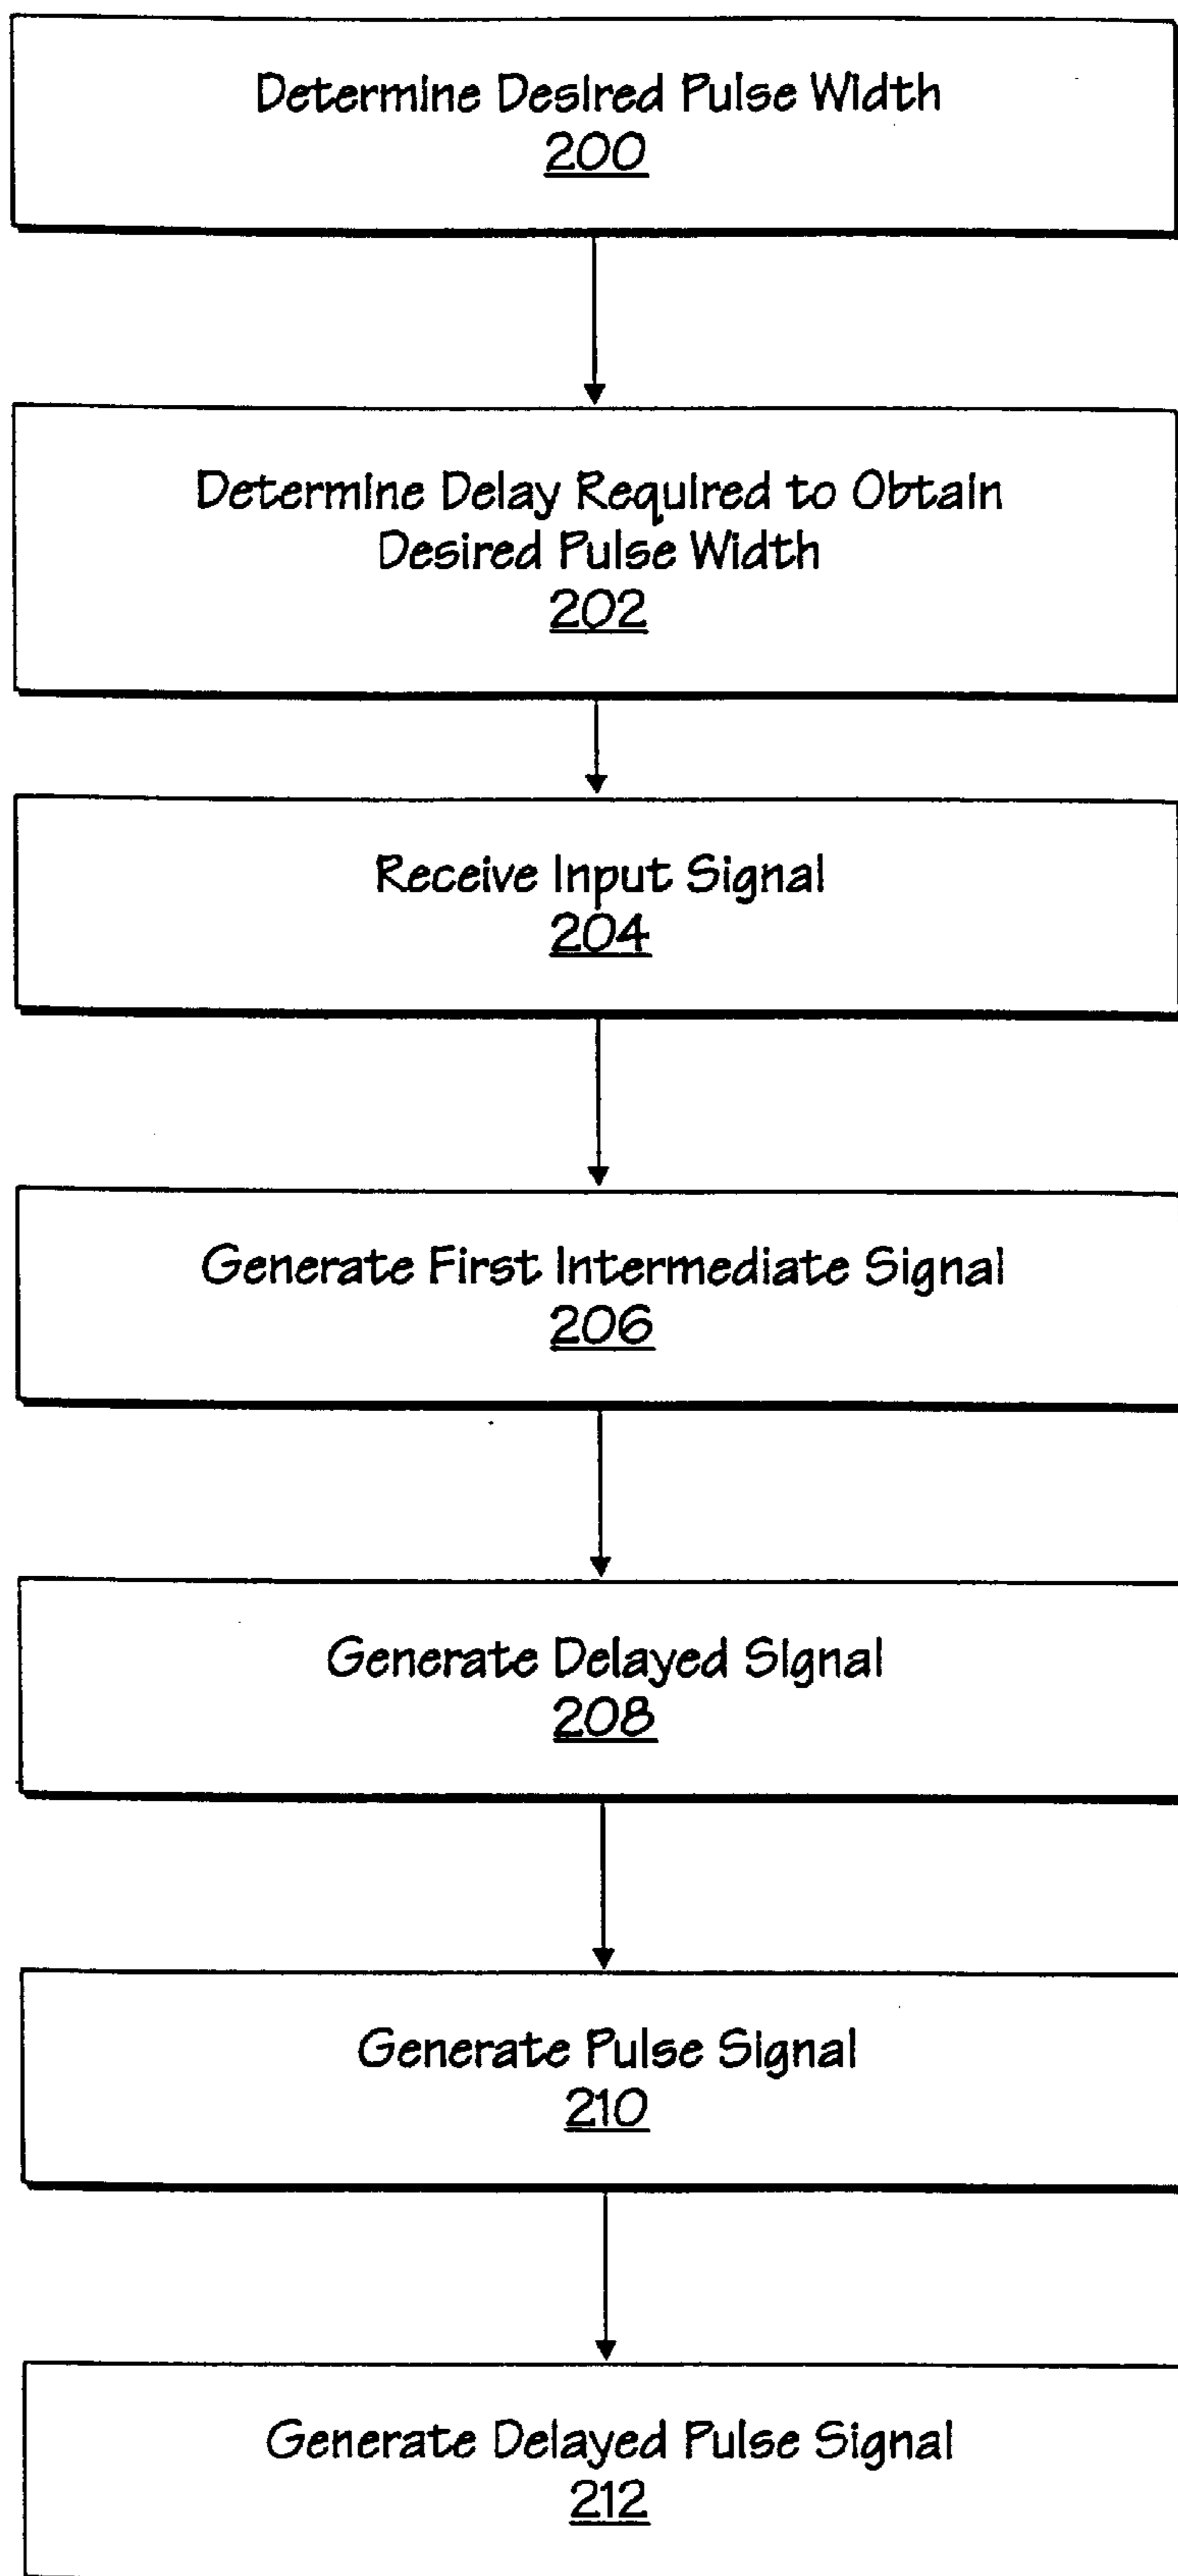 Determine Desired Pulse Width
200
Determine Delay Required to Obtain
Desired Pulse Width
202
Receive Input Signal
204
Generate First Intermediate Signal
206
Generate Delayed Signal
208
Generate Pulse Signal
210
Generate Delayed Pulse Signal
212